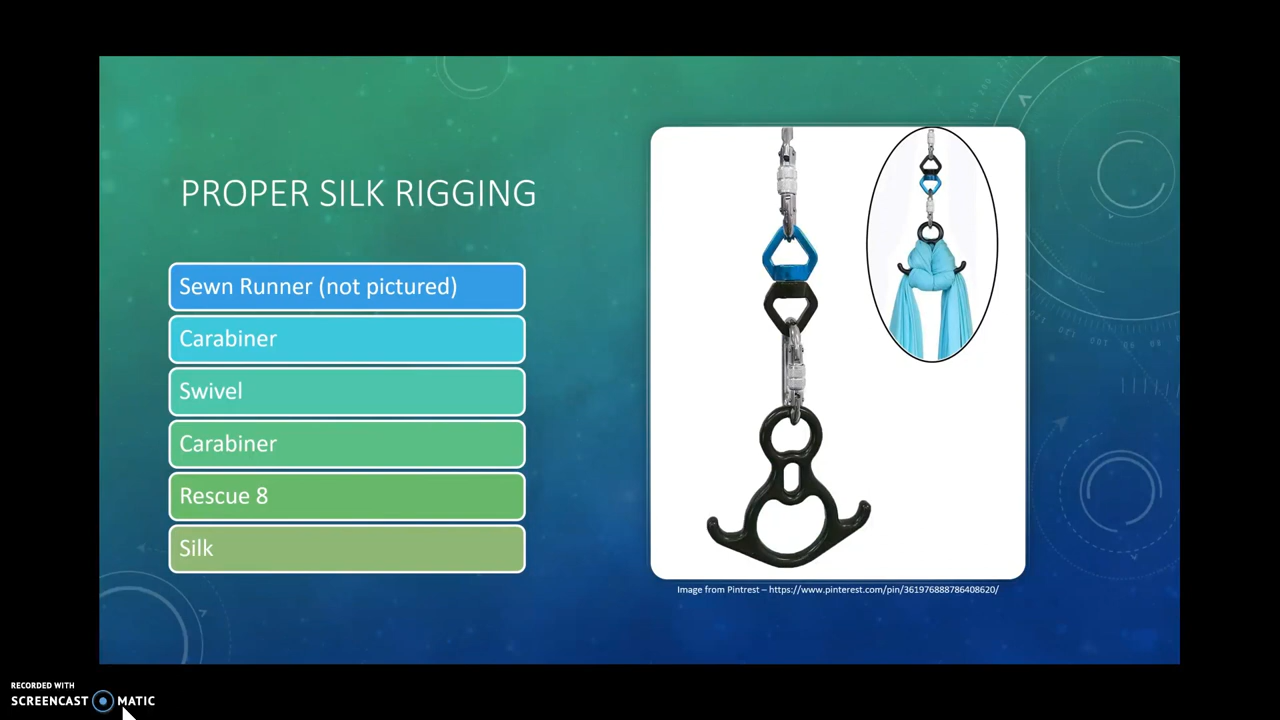 PROPER SILK RIGGING
Sewn Runner (not pictured)
Carabiner
Swivel
Carabiner
Rescue 8
Silk
Image from Pintrest – https://www.pinterest.com/pin/361976888786408620/
RECORDED WITH
SCREENCAST MATIC